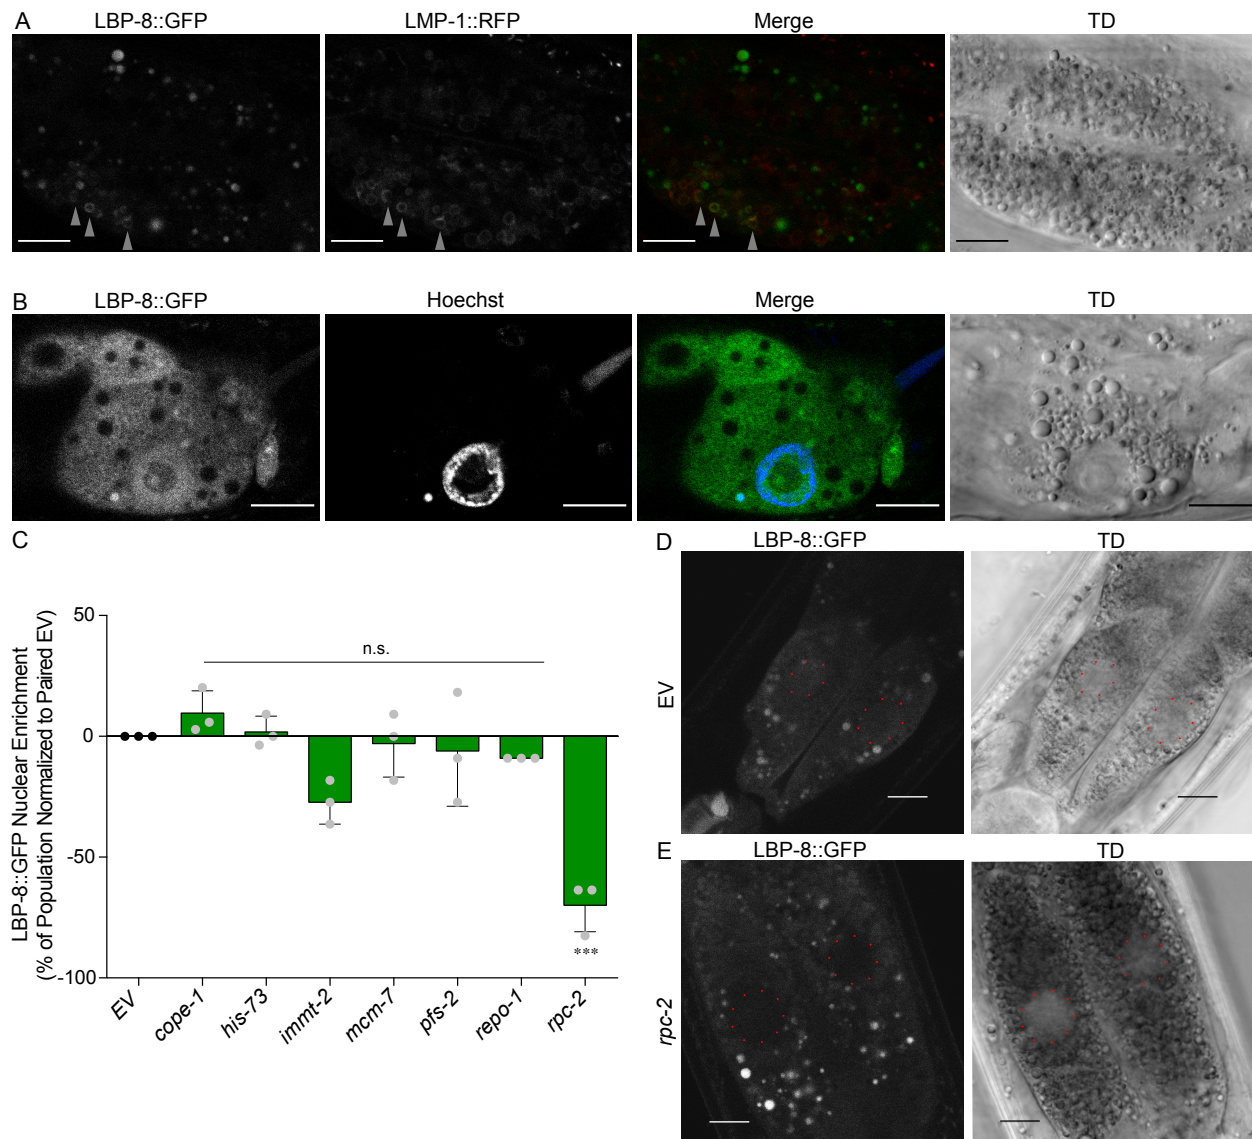 A
LBP-8::GFP
LMP-1::RFP
Merge
TD
B
LBP-8::GFP
Hoechst
Merge
TD
C
LBP-8::GFP Nuclear Enrichment
(% of Population Normalized to Paired EV)
50
0
-50
-100
n.s.
***
EV
cope-1
his-73
immt-2
mcm-7
pfs-2
repo-1
rpc-2
D
LBP-8::GFP
TD
EV
E
LBP-8::GFP
TD
rpc-2